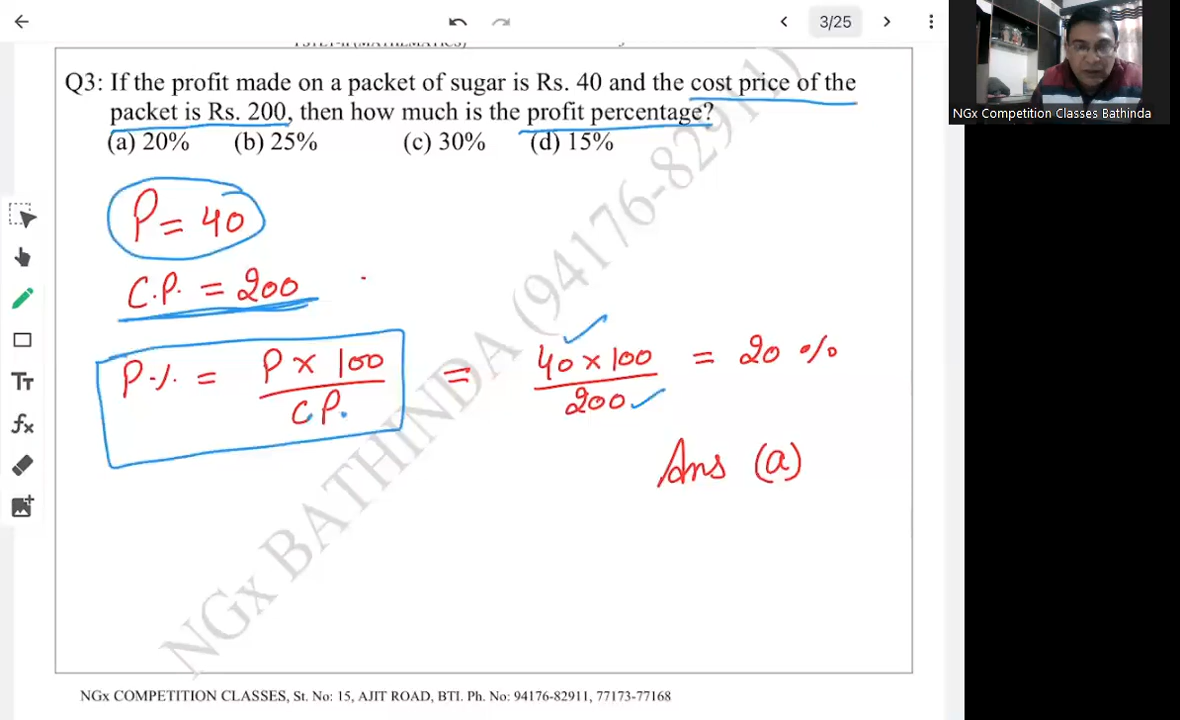 3/25
NGx Competition Classes Bathinda
Q3: If the profit made on a packet of sugar is Rs. 40 and the cost price of the
packet is Rs. 200, then how much is the profit percentage?
(a) 20% (b) 25% (c) 30% (d) 15%
P = 40
C.P. = 200
P.% = P x 100 / C.P. = 40 x 100 / 200 = 20 %
Ans (a)
NGx BATHINDA (94176-82911)
Tт
fx
NGx COMPETITION CLASSES, St. No: 15, AJIT ROAD, BTI. Ph. No: 94176-82911, 77173-77168